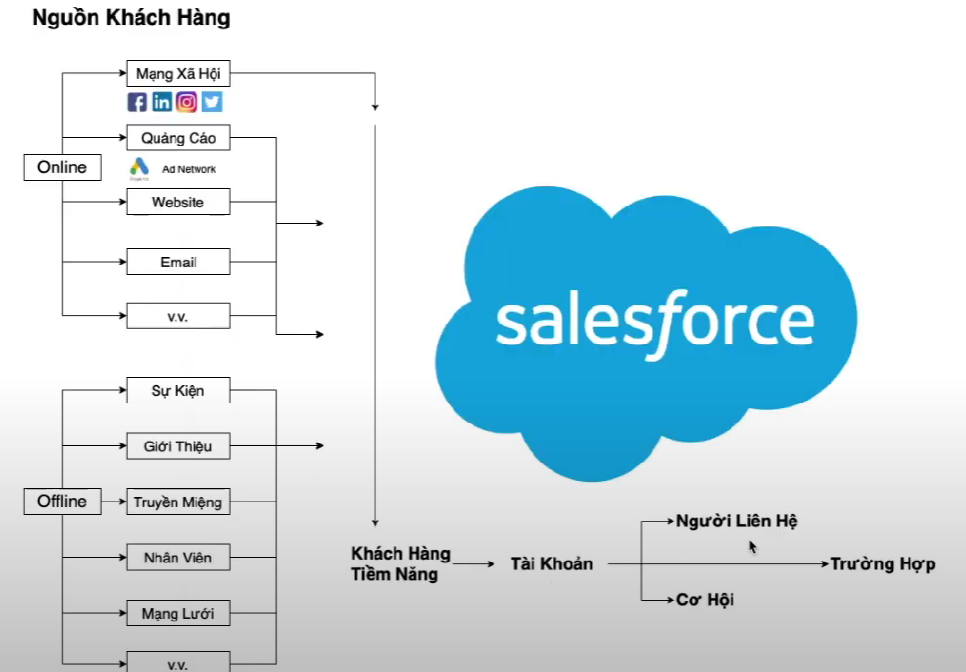 Nguồn Khách Hàng
Mạng Xã Hội
Quảng Cáo
Online
Ad Network
Website
Email
v.v.
salesforce
Sự Kiện
Giới Thiệu
Offline
Truyền Miệng
Nhân Viên
Mạng Lưới
v.v.
Khách Hàng
Tiềm Năng
Tài Khoản
Người Liên Hệ
Trường Hợp
Cơ Hội